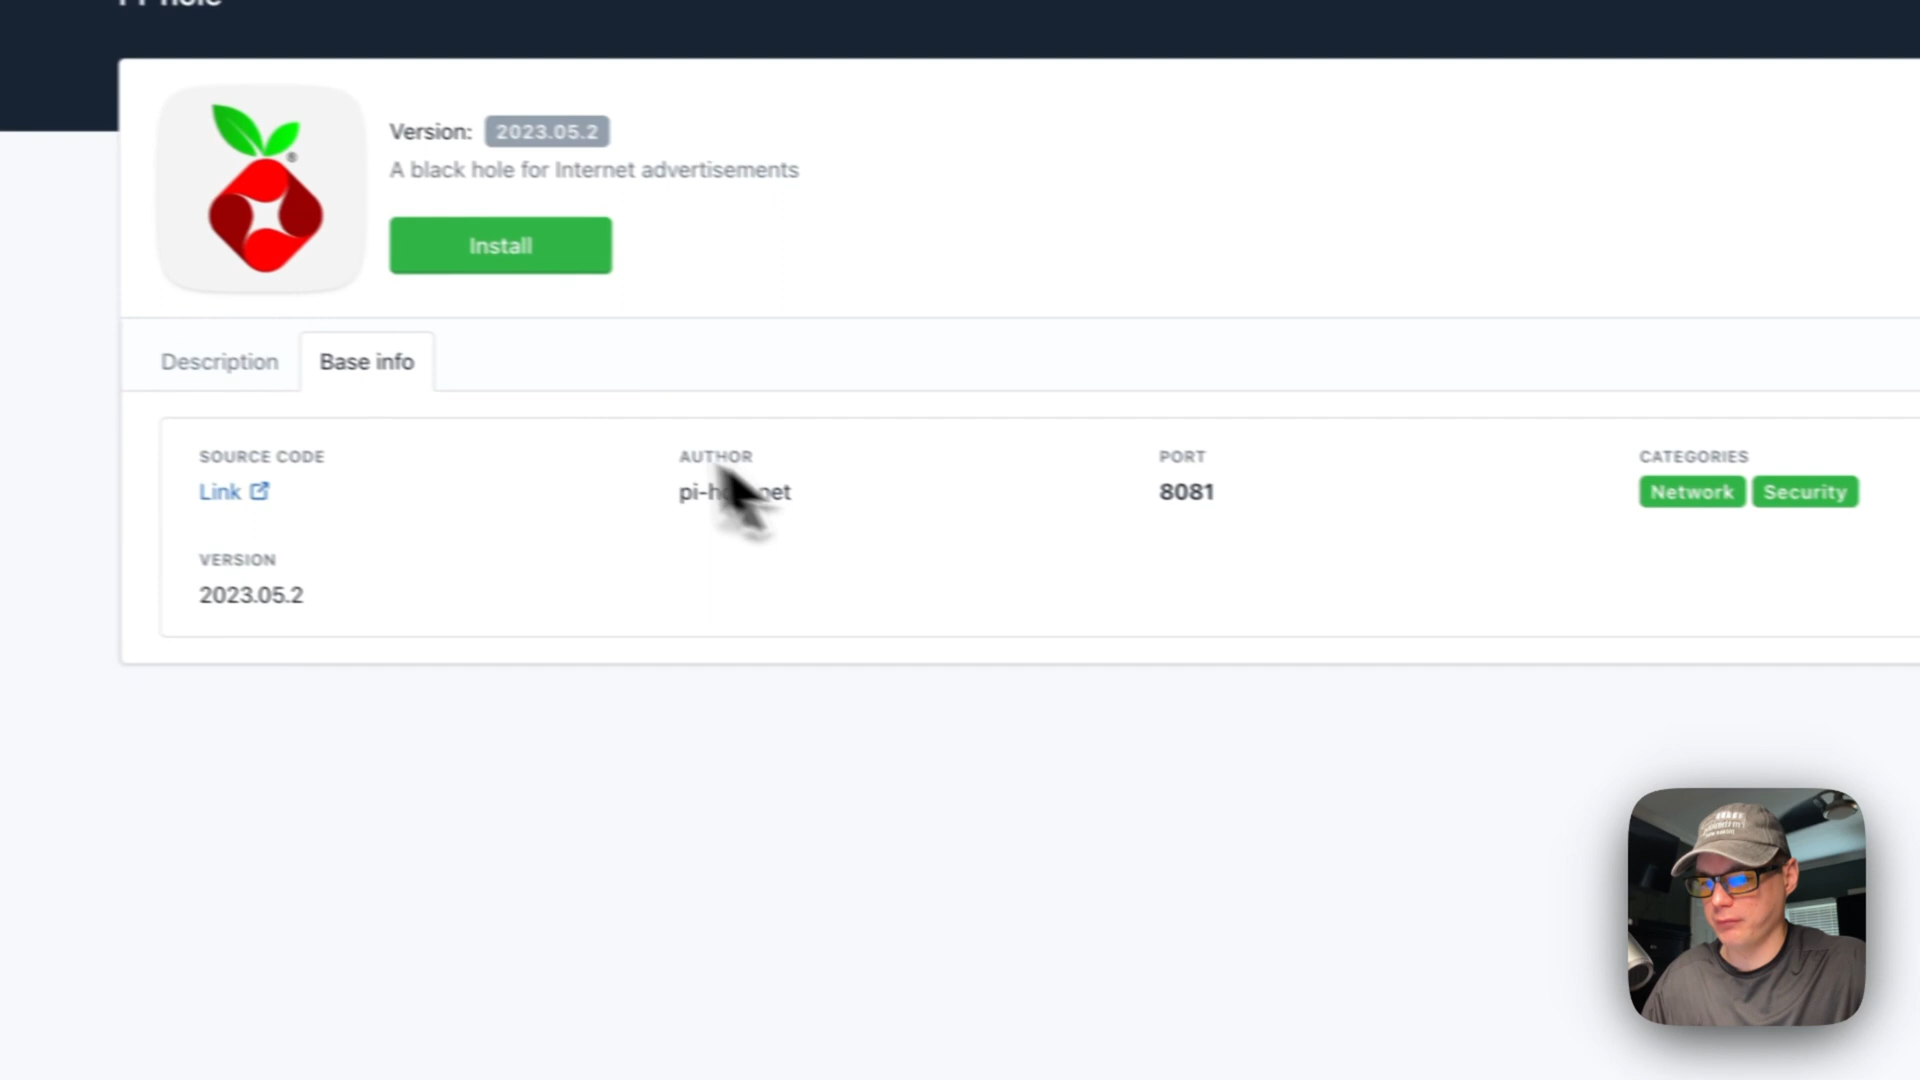 Version: 2023.05.2
A black hole for Internet advertisements
Install
Description Base info
SOURCE CODE AUTHOR PORT CATEGORIES
Link 8081 Network Security
VERSION
2023.05.2